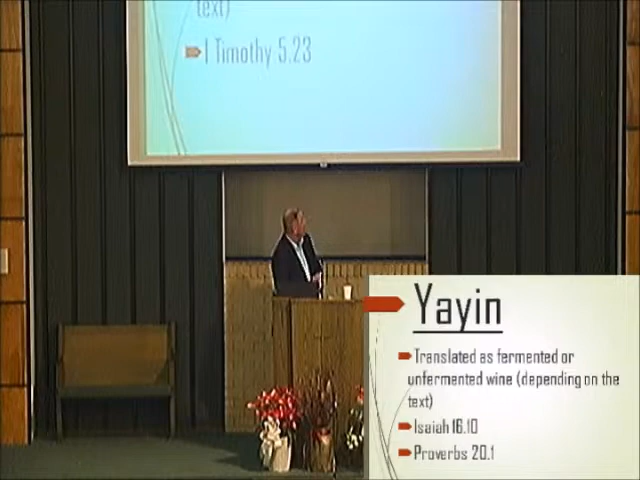 text)
I Timothy 5.23
Yayin
Translated as fermented or
unfermented wine (depending on the
text)
Isaiah 16.10
Proverbs 20.1